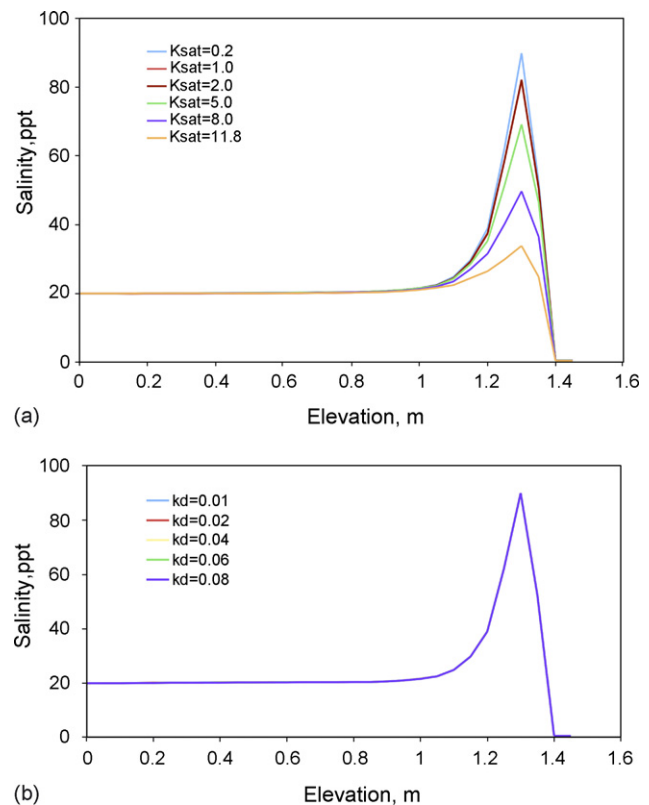 100
80
60
40
20
0
Salinity,ppt
Ksat=0.2
Ksat=1.0
Ksat=2.0
Ksat=5.0
Ksat=8.0
Ksat=11.8
0 0.2 0.4 0.6 0.8 1 1.2 1.4 1.6
Elevation, m
(a)
100
80
60
40
20
0
Salinity,ppt
kd=0.01
kd=0.02
kd=0.04
kd=0.06
kd=0.08
0 0.2 0.4 0.6 0.8 1 1.2 1.4 1.6
Elevation, m
(b)